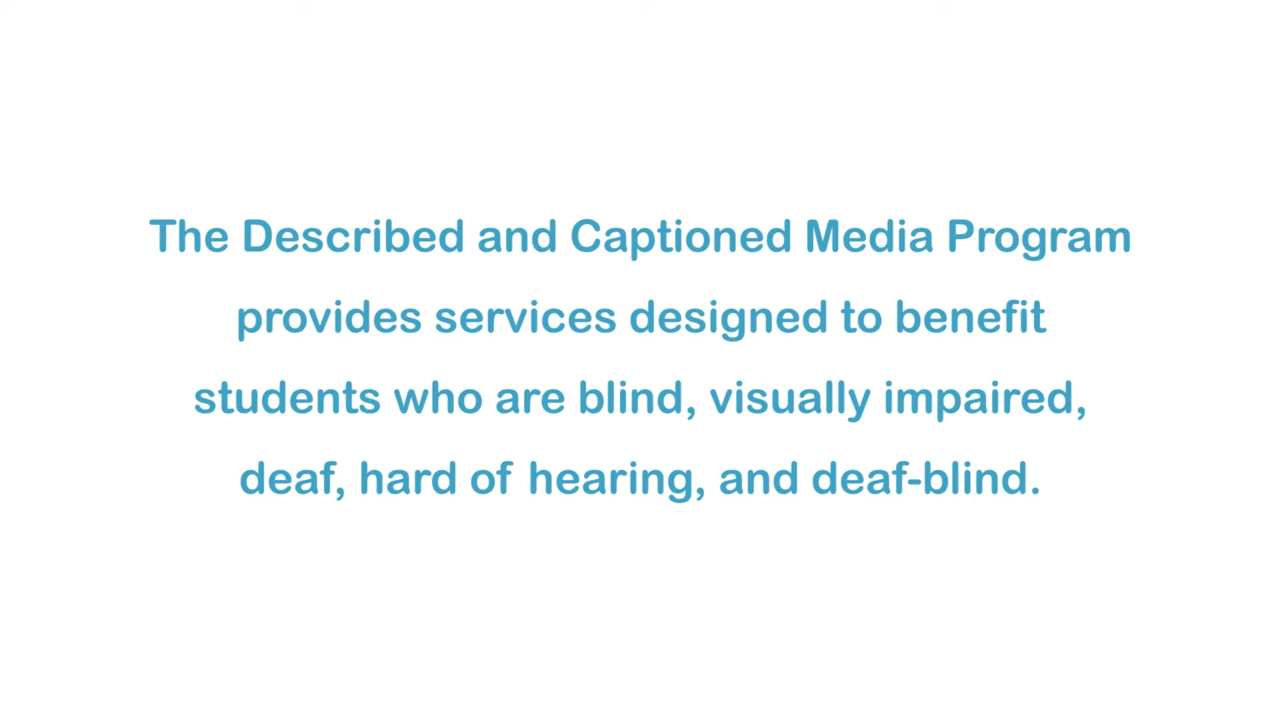 The Described and Captioned Media Program
provides services designed to benefit
students who are blind, visually impaired,
deaf, hard of hearing, and deaf-blind.